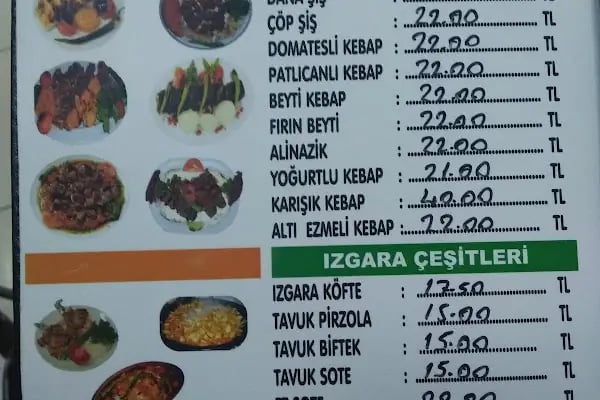 ÇÖP ŞİŞ : 22.00 TL
DOMATESLİ KEBAP : 22.00 TL
PATLICANLI KEBAP : 22.00 TL
BEYTİ KEBAP : 22.00 TL
FIRIN BEYTİ : 22.00 TL
ALİNAZİK : 22.00 TL
YOĞURTLU KEBAP : 21.00 TL
KARIŞIK KEBAP : 40.00 TL
ALTI EZMELİ KEBAP : 22.00 TL
IZGARA ÇEŞİTLERİ
IZGARA KÖFTE : 17.50 TL
TAVUK PİRZOLA : 15.00 TL
TAVUK BİFTEK : 15.00 TL
TAVUK SOTE : 15.00 TL